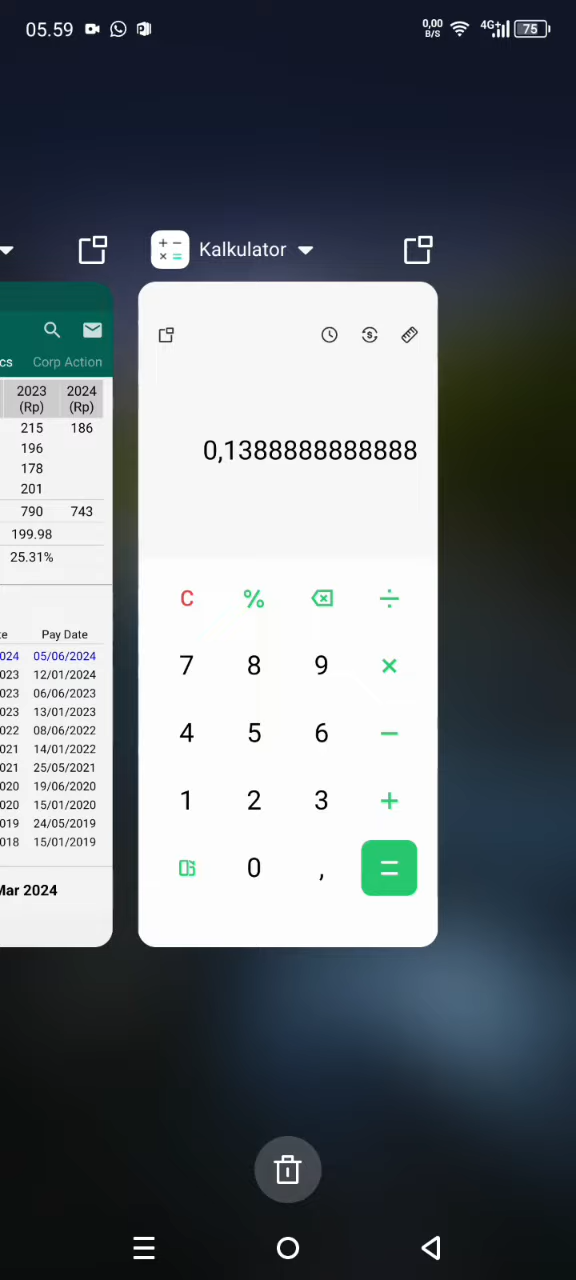 05.59
0,00
B/S
4G+
75
Kalkulator
cs Corp Action
2023 2024
(Rp) (Rp)
215 186
196
178
201
790 743
199.98
25.31%
Pay Date
024 05/06/2024
023 12/01/2024
023 06/06/2023
023 13/01/2023
022 08/06/2022
021 14/01/2022
021 25/05/2021
020 19/06/2020
020 15/01/2020
019 24/05/2019
018 15/01/2019
Mar 2024
0,1388888888888
C % ÷
7 8 9 ×
4 5 6 −
1 2 3 +
0 , =